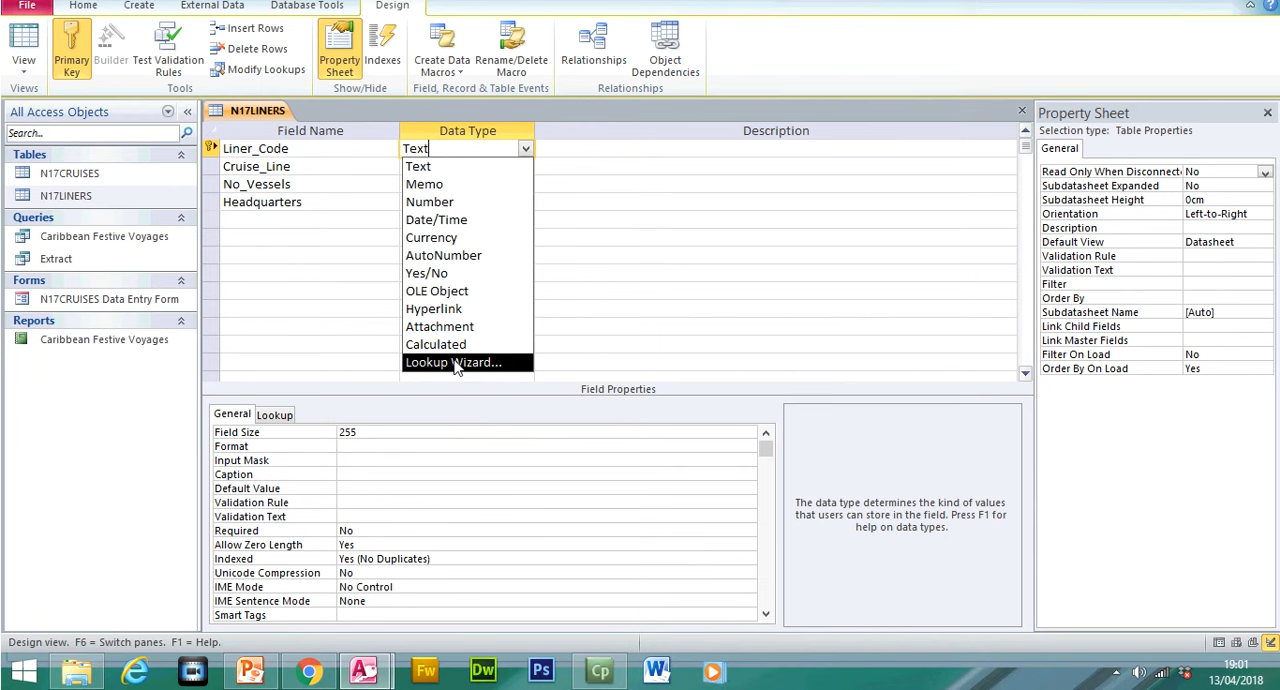 File Home Create External Data Database Tools Design
View
Views
Primary Key
Builder
Test Validation Rules
Insert Rows
Delete Rows
Modify Lookups
Tools
Property Sheet
Indexes
Show/Hide
Create Data Macros
Rename/Delete Macro
Field, Record & Table Events
Relationships
Object Dependencies
Relationships
All Access Objects
Search...
Tables
N17CRUISES
N17LINERS
Queries
Caribbean Festive Voyages
Extract
Forms
N17CRUISES Data Entry Form
Reports
Caribbean Festive Voyages
N17LINERS
Field Name Data Type Description
Liner_Code Text
Cruise_Line
No_Vessels
Headquarters
Text
Memo
Number
Date/Time
Currency
AutoNumber
Yes/No
OLE Object
Hyperlink
Attachment
Calculated
Lookup Wizard...
Field Properties
General Lookup
Field Size 255
Format
Input Mask
Caption
Default Value
Validation Rule
Validation Text
Required No
Allow Zero Length Yes
Indexed Yes (No Duplicates)
Unicode Compression No
IME Mode No Control
IME Sentence Mode None
Smart Tags
The data type determines the kind of values
that users can store in the field. Press F1 for
help on data types.
Property Sheet
Selection type: Table Properties
General
Read Only When Disconnect No
Subdatasheet Expanded No
Subdatasheet Height 0cm
Orientation Left-to-Right
Description
Default View Datasheet
Validation Rule
Validation Text
Filter
Order By
Subdatasheet Name [Auto]
Link Child Fields
Link Master Fields
Filter On Load No
Order By On Load Yes
Design view. F6 = Switch panes. F1 = Help.
P A Fw Dw Ps Cp W
19:01
13/04/2018